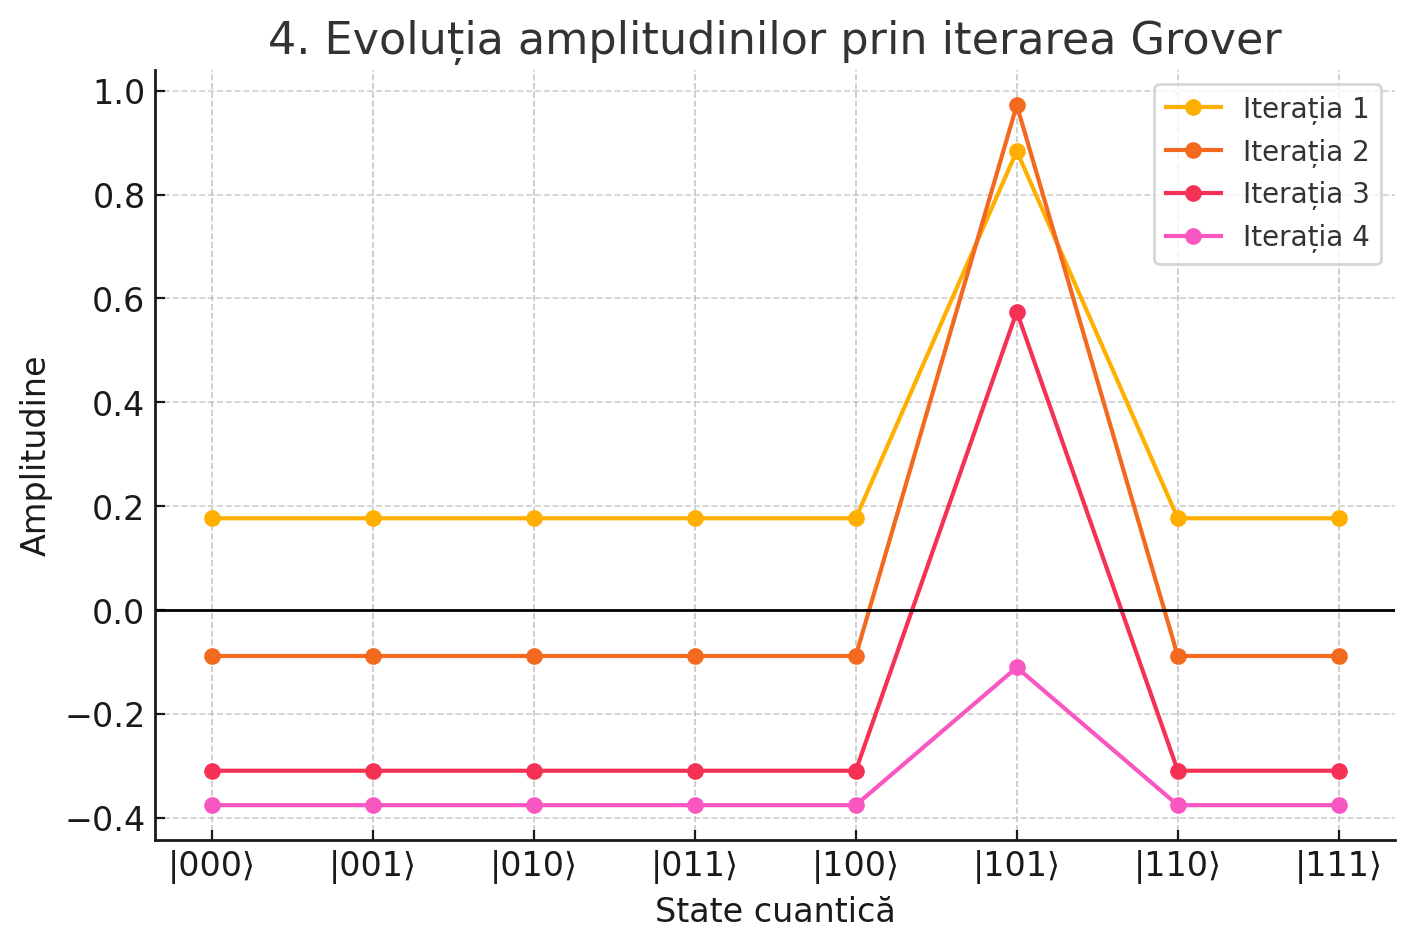 4. Evoluția amplitudinilor prin iterarea Grover
1.0
0.8
0.6
0.4
0.2
0.0
−0.2
−0.4
Amplitudine
Iterația 1
Iterația 2
Iterația 3
Iterația 4
|000⟩ |001⟩ |010⟩ |011⟩ |100⟩ |101⟩ |110⟩ |111⟩
State cuantică